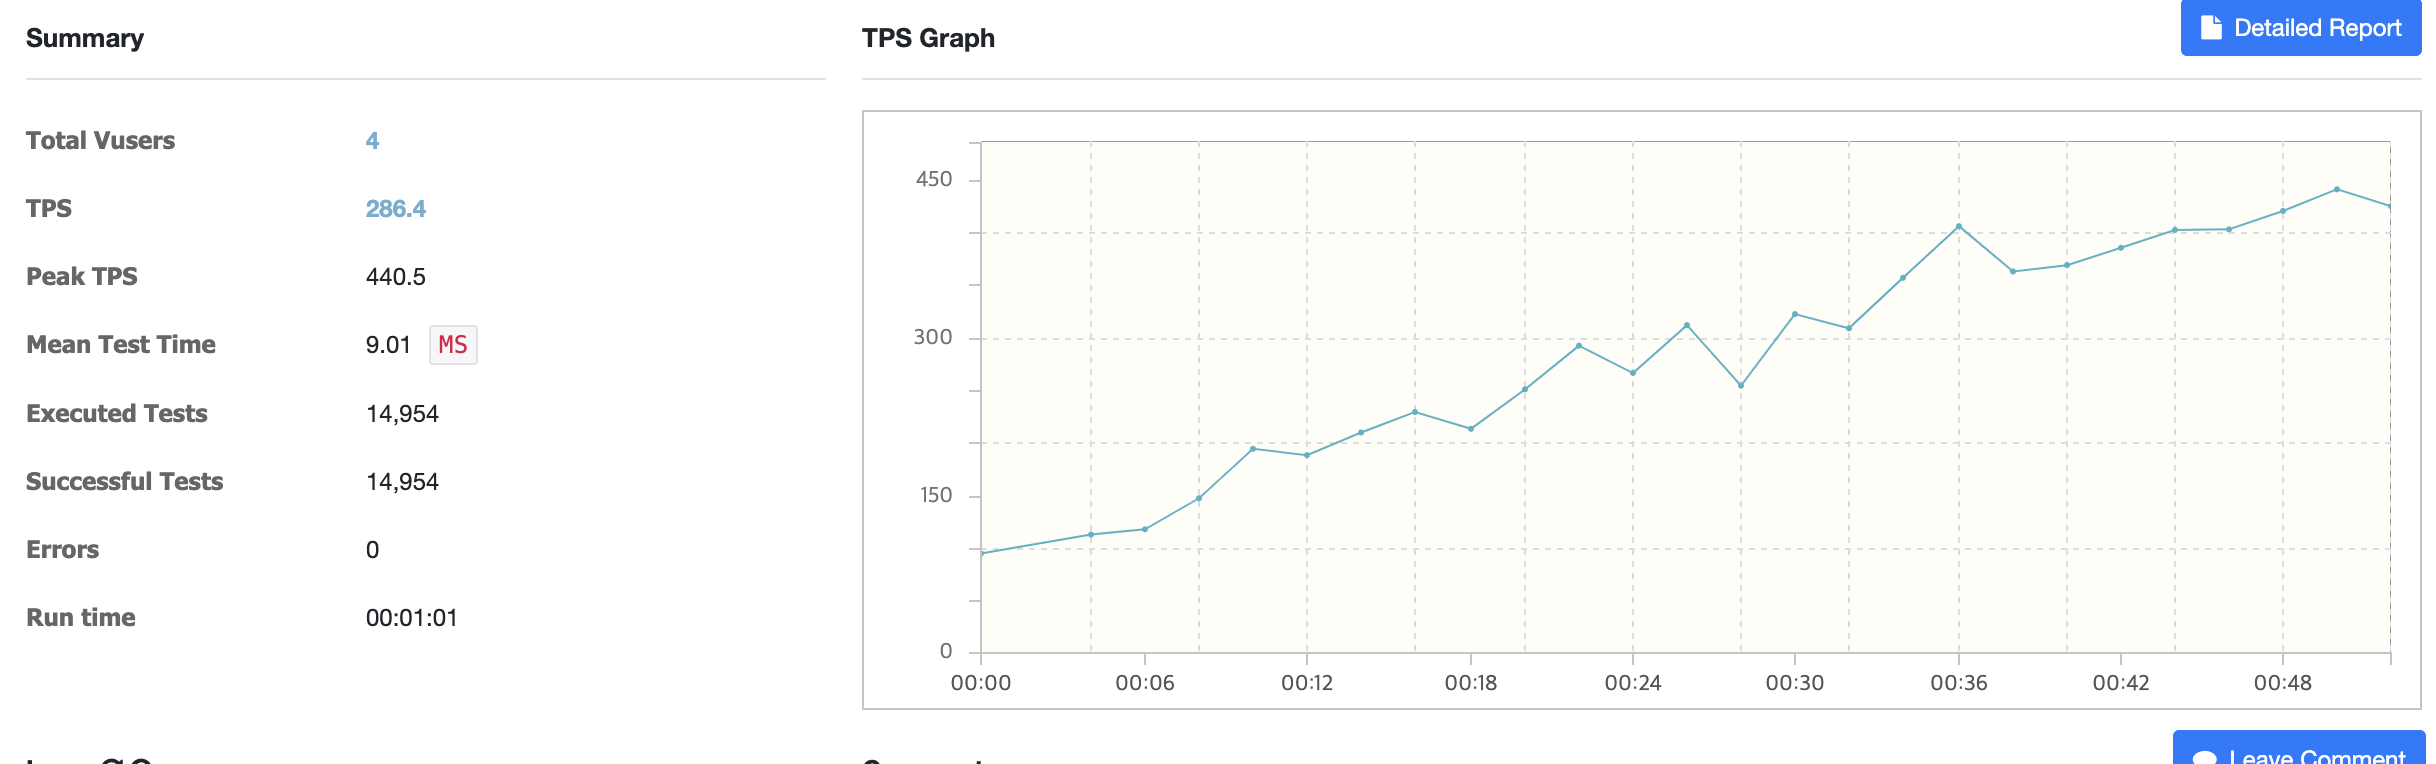 Summary
Total Vusers 4
TPS 286.4
Peak TPS 440.5
Mean Test Time 9.01 MS
Executed Tests 14,954
Successful Tests 14,954
Errors 0
Run time 00:01:01
TPS Graph
Detailed Report
450
300
150
0
00:00 00:06 00:12 00:18 00:24 00:30 00:36 00:42 00:48
Leave Comment